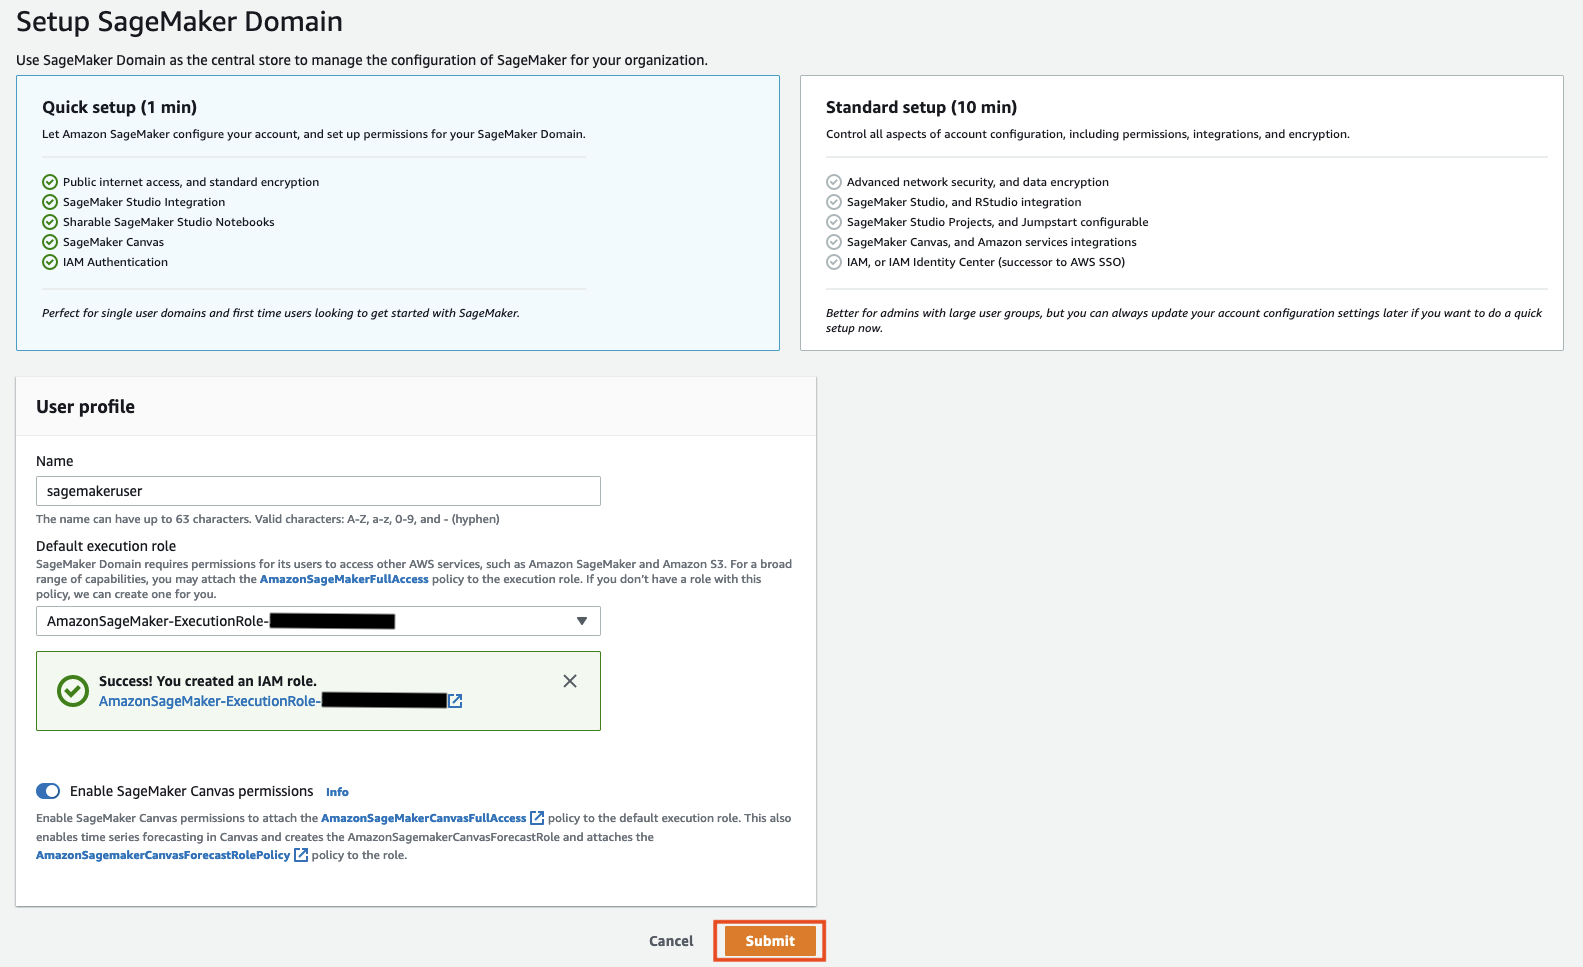 Setup SageMaker Domain
Use SageMaker Domain as the central store to manage the configuration of SageMaker for your organization.
Quick setup (1 min)
Let Amazon SageMaker configure your account, and set up permissions for your SageMaker Domain.
Public internet access, and standard encryption
SageMaker Studio Integration
Sharable SageMaker Studio Notebooks
SageMaker Canvas
IAM Authentication
Perfect for single user domains and first time users looking to get started with SageMaker.
Standard setup (10 min)
Control all aspects of account configuration, including permissions, integrations, and encryption.
Advanced network security, and data encryption
SageMaker Studio, and RStudio integration
SageMaker Studio Projects, and Jumpstart configurable
SageMaker Canvas, and Amazon services integrations
IAM, or IAM Identity Center (successor to AWS SSO)
Better for admins with large user groups, but you can always update your account configuration settings later if you want to do a quick
setup now.
User profile
Name
sagemakeruser
The name can have up to 63 characters. Valid characters: A-Z, a-z, 0-9, and - (hyphen)
Default execution role
SageMaker Domain requires permissions for its users to access other AWS services, such as Amazon SageMaker and Amazon S3. For a broad
range of capabilities, you may attach the AmazonSageMakerFullAccess policy to the execution role. If you don't have a role with this
policy, we can create one for you.
AmazonSageMaker-ExecutionRole-
Success! You created an IAM role.
AmazonSageMaker-ExecutionRole-
Enable SageMaker Canvas permissions Info
Enable SageMaker Canvas permissions to attach the AmazonSageMakerCanvasFullAccess policy to the default execution role. This also
enables time series forecasting in Canvas and creates the AmazonSagemakerCanvasForecastRole and attaches the
AmazonSagemakerCanvasForecastRolePolicy policy to the role.
Cancel Submit